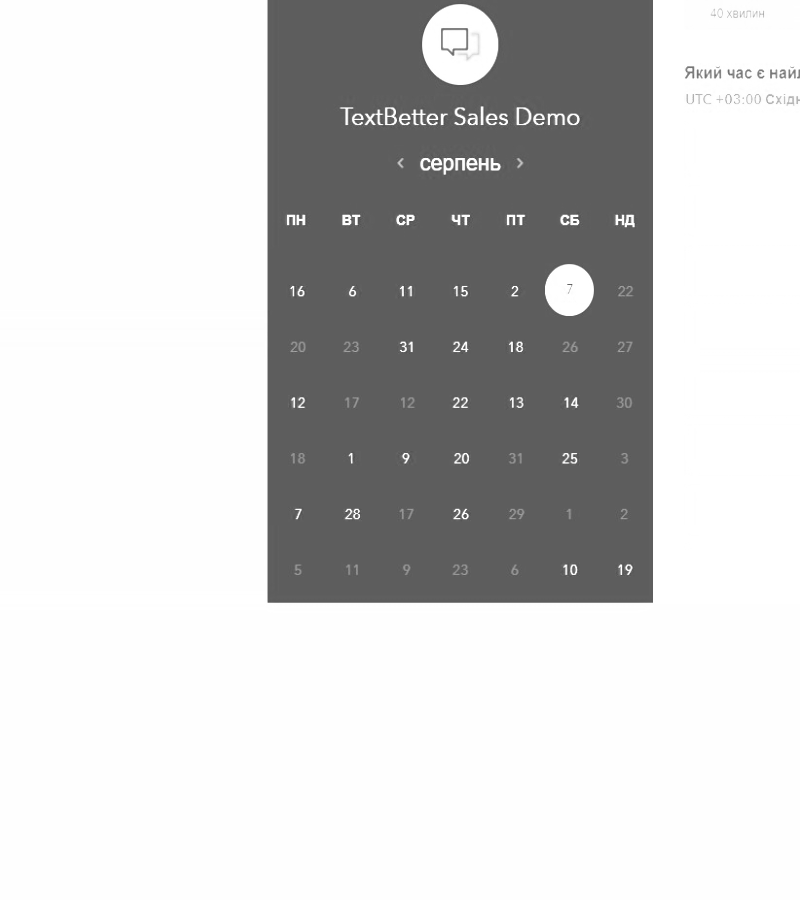 40 хвилин
Який час є
UTC +03:00
TextBetter Sales Demo
< серпень >
ПН ВТ СР ЧТ ПТ СБ НД
16 6 11 15 2 7 22
20 23 31 24 18 26 27
12 17 12 22 13 14 30
18 1 9 20 31 25 3
7 28 17 26 29 1 2
5 11 9 23 6 10 19